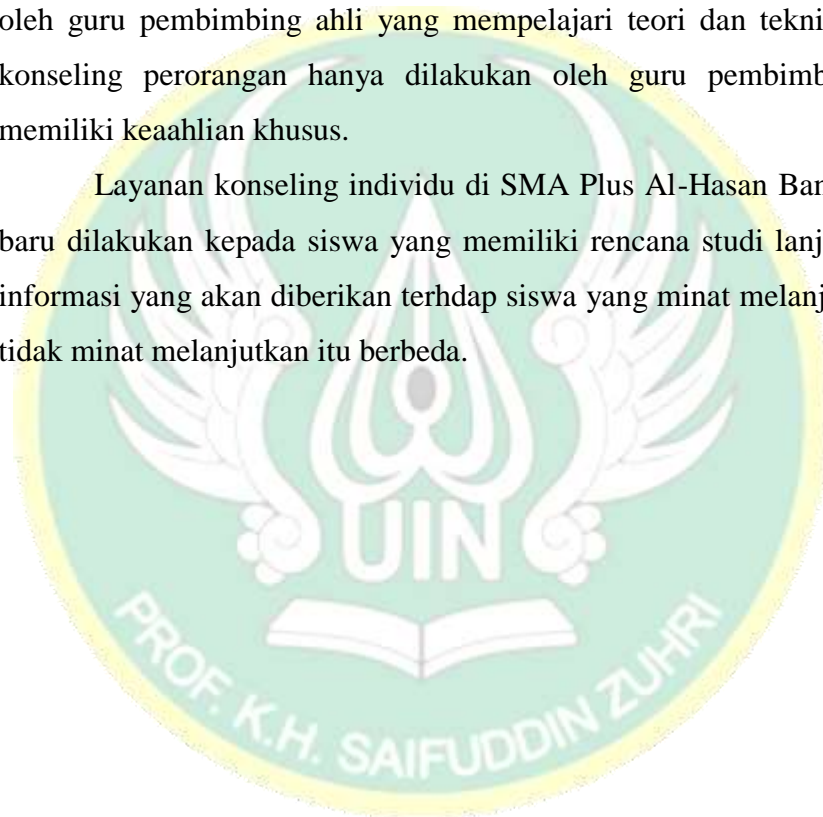 oleh guru pembimbing ahli yang mempelajari teori dan tekni
konseling perorangan hanya dilakukan oleh guru pembimb
memiliki keaahlian khusus.
Layanan konseling individu di SMA Plus Al-Hasan Ban
baru dilakukan kepada siswa yang memiliki rencana studi lanj
informasi yang akan diberikan terhdap siswa yang minat melanj
tidak minat melanjutkan itu berbeda.
UIN
PROF. K.H. SAIFUDDIN ZUHRI